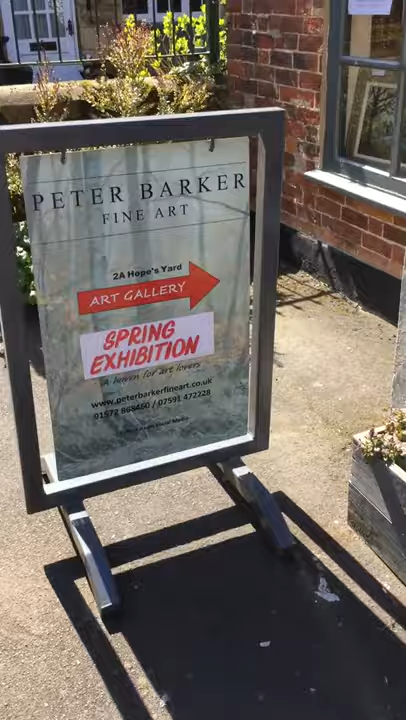 PETER BARKER
FINE ART
2A Hope's Yard
ART GALLERY
SPRING
EXHIBITION
A haven for art lovers
www.peterbarkerfineart.co.uk
01572 868460 / 07591 472228